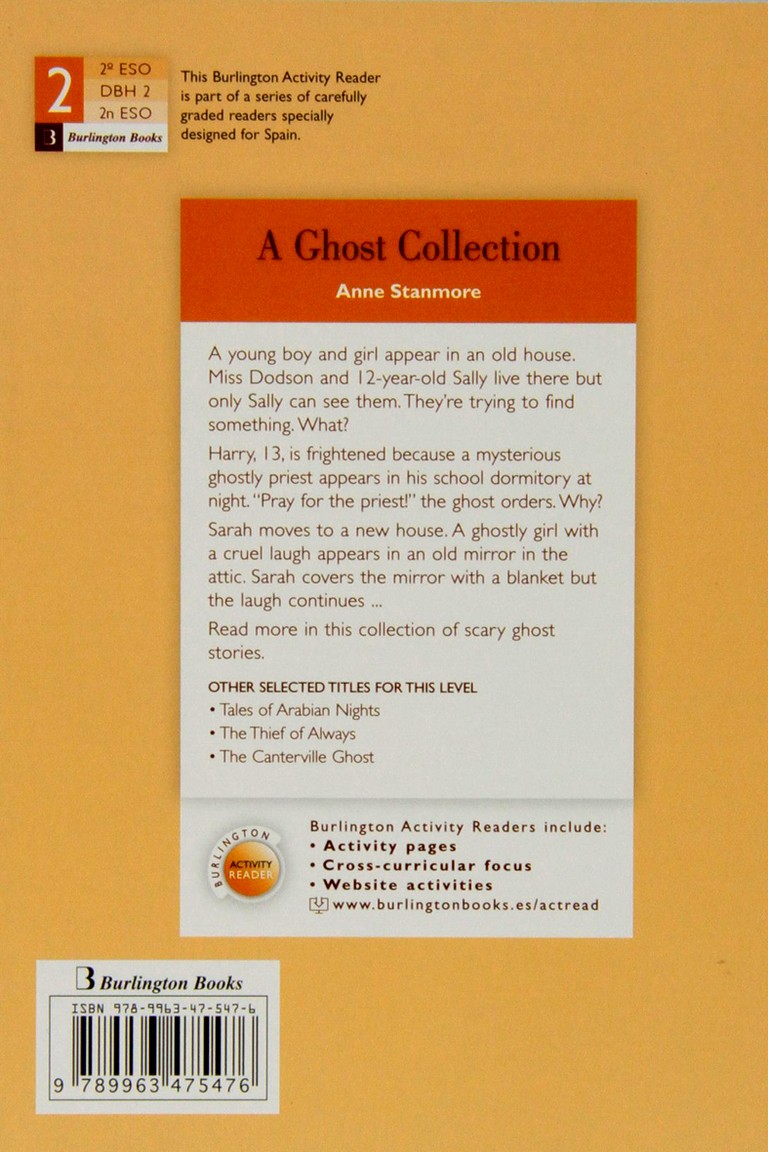 2
2º ESO
DBH 2
2n ESO
B Burlington Books
This Burlington Activity Reader
is part of a series of carefully
graded readers specially
designed for Spain.
A Ghost Collection
Anne Stanmore
A young boy and girl appear in an old house.
Miss Dodson and 12-year-old Sally live there but
only Sally can see them. They're trying to find
something. What?
Harry, 13, is frightened because a mysterious
ghostly priest appears in his school dormitory at
night. “Pray for the priest!” the ghost orders. Why?
Sarah moves to a new house. A ghostly girl with
a cruel laugh appears in an old mirror in the
attic. Sarah covers the mirror with a blanket but
the laugh continues ...
Read more in this collection of scary ghost
stories.
OTHER SELECTED TITLES FOR THIS LEVEL
• Tales of Arabian Nights
• The Thief of Always
• The Canterville Ghost
BURLINGTON
ACTIVITY
READER
Burlington Activity Readers include:
• Activity pages
• Cross-curricular focus
• Website activities
www.burlingtonbooks.es/actread
B Burlington Books
ISBN 978-9963-47-547-6
9 789963 475476